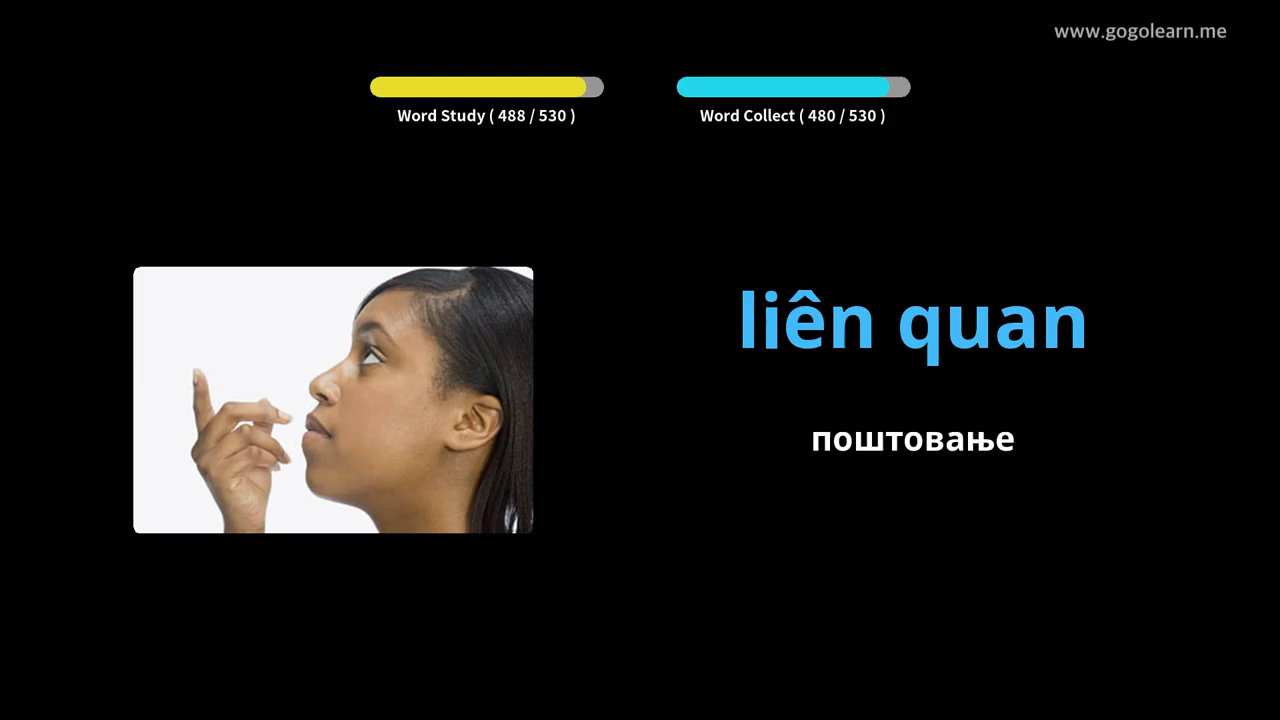 www.gogolearn.me
Word Study ( 488 / 530 )
Word Collect ( 480 / 530 )
liên quan
поштовање